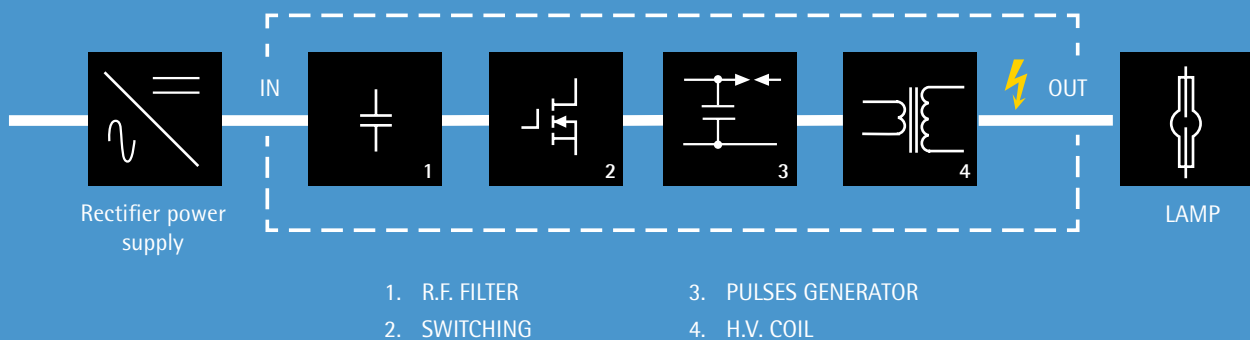 IN
OUT
1
2
3
4
Rectifier power
supply
LAMP
1. R.F. FILTER
2. SWITCHING
3. PULSES GENERATOR
4. H.V. COIL